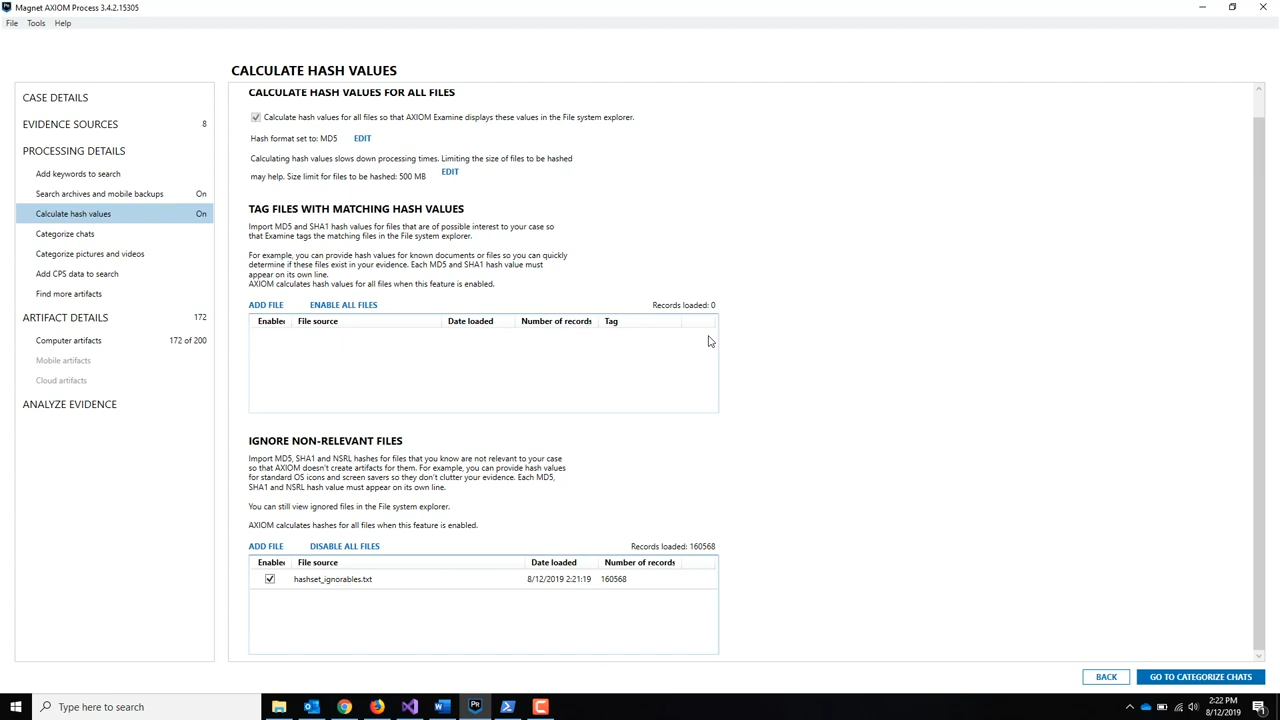 Magnet AXIOM Process 3.4.2.15305
File Tools Help
CALCULATE HASH VALUES
CASE DETAILS
EVIDENCE SOURCES 8
PROCESSING DETAILS
Add keywords to search
Search archives and mobile backups On
Calculate hash values On
Categorize chats
Categorize pictures and videos
Add CPS data to search
Find more artifacts
ARTIFACT DETAILS 172
Computer artifacts 172 of 200
Mobile artifacts
Cloud artifacts
ANALYZE EVIDENCE
CALCULATE HASH VALUES FOR ALL FILES
Calculate hash values for all files so that AXIOM Examine displays these values in the File system explorer.
Hash format set to: MD5 EDIT
Calculating hash values slows down processing times. Limiting the size of files to be hashed
may help. Size limit for files to be hashed: 500 MB EDIT
TAG FILES WITH MATCHING HASH VALUES
Import MD5 and SHA1 hash values for files that are of possible interest to your case so
that Examine tags the matching files in the File system explorer.
For example, you can provide hash values for known documents or files so you can quickly
determine if these files exist in your evidence. Each MD5 and SHA1 hash value must
appear on its own line.
AXIOM calculates hash values for all files when this feature is enabled.
ADD FILE ENABLE ALL FILES Records loaded: 0
Enabled File source Date loaded Number of records Tag
IGNORE NON-RELEVANT FILES
Import MD5, SHA1 and NSRL hashes for files that you know are not relevant to your case
so that AXIOM doesn't create artifacts for them. For example, you can provide hash values
for standard OS icons and screen savers so they don't clutter your evidence. Each MD5,
SHA1 and NSRL hash value must appear on its own line.
You can still view ignored files in the File system explorer.
AXIOM calculates hashes for all files when this feature is enabled.
ADD FILE DISABLE ALL FILES Records loaded: 160568
Enabled File source Date loaded Number of records
hashset_ignorables.txt 8/12/2019 2:21:19 160568
BACK GO TO CATEGORIZE CHATS
Type here to search
2:22 PM
8/12/2019